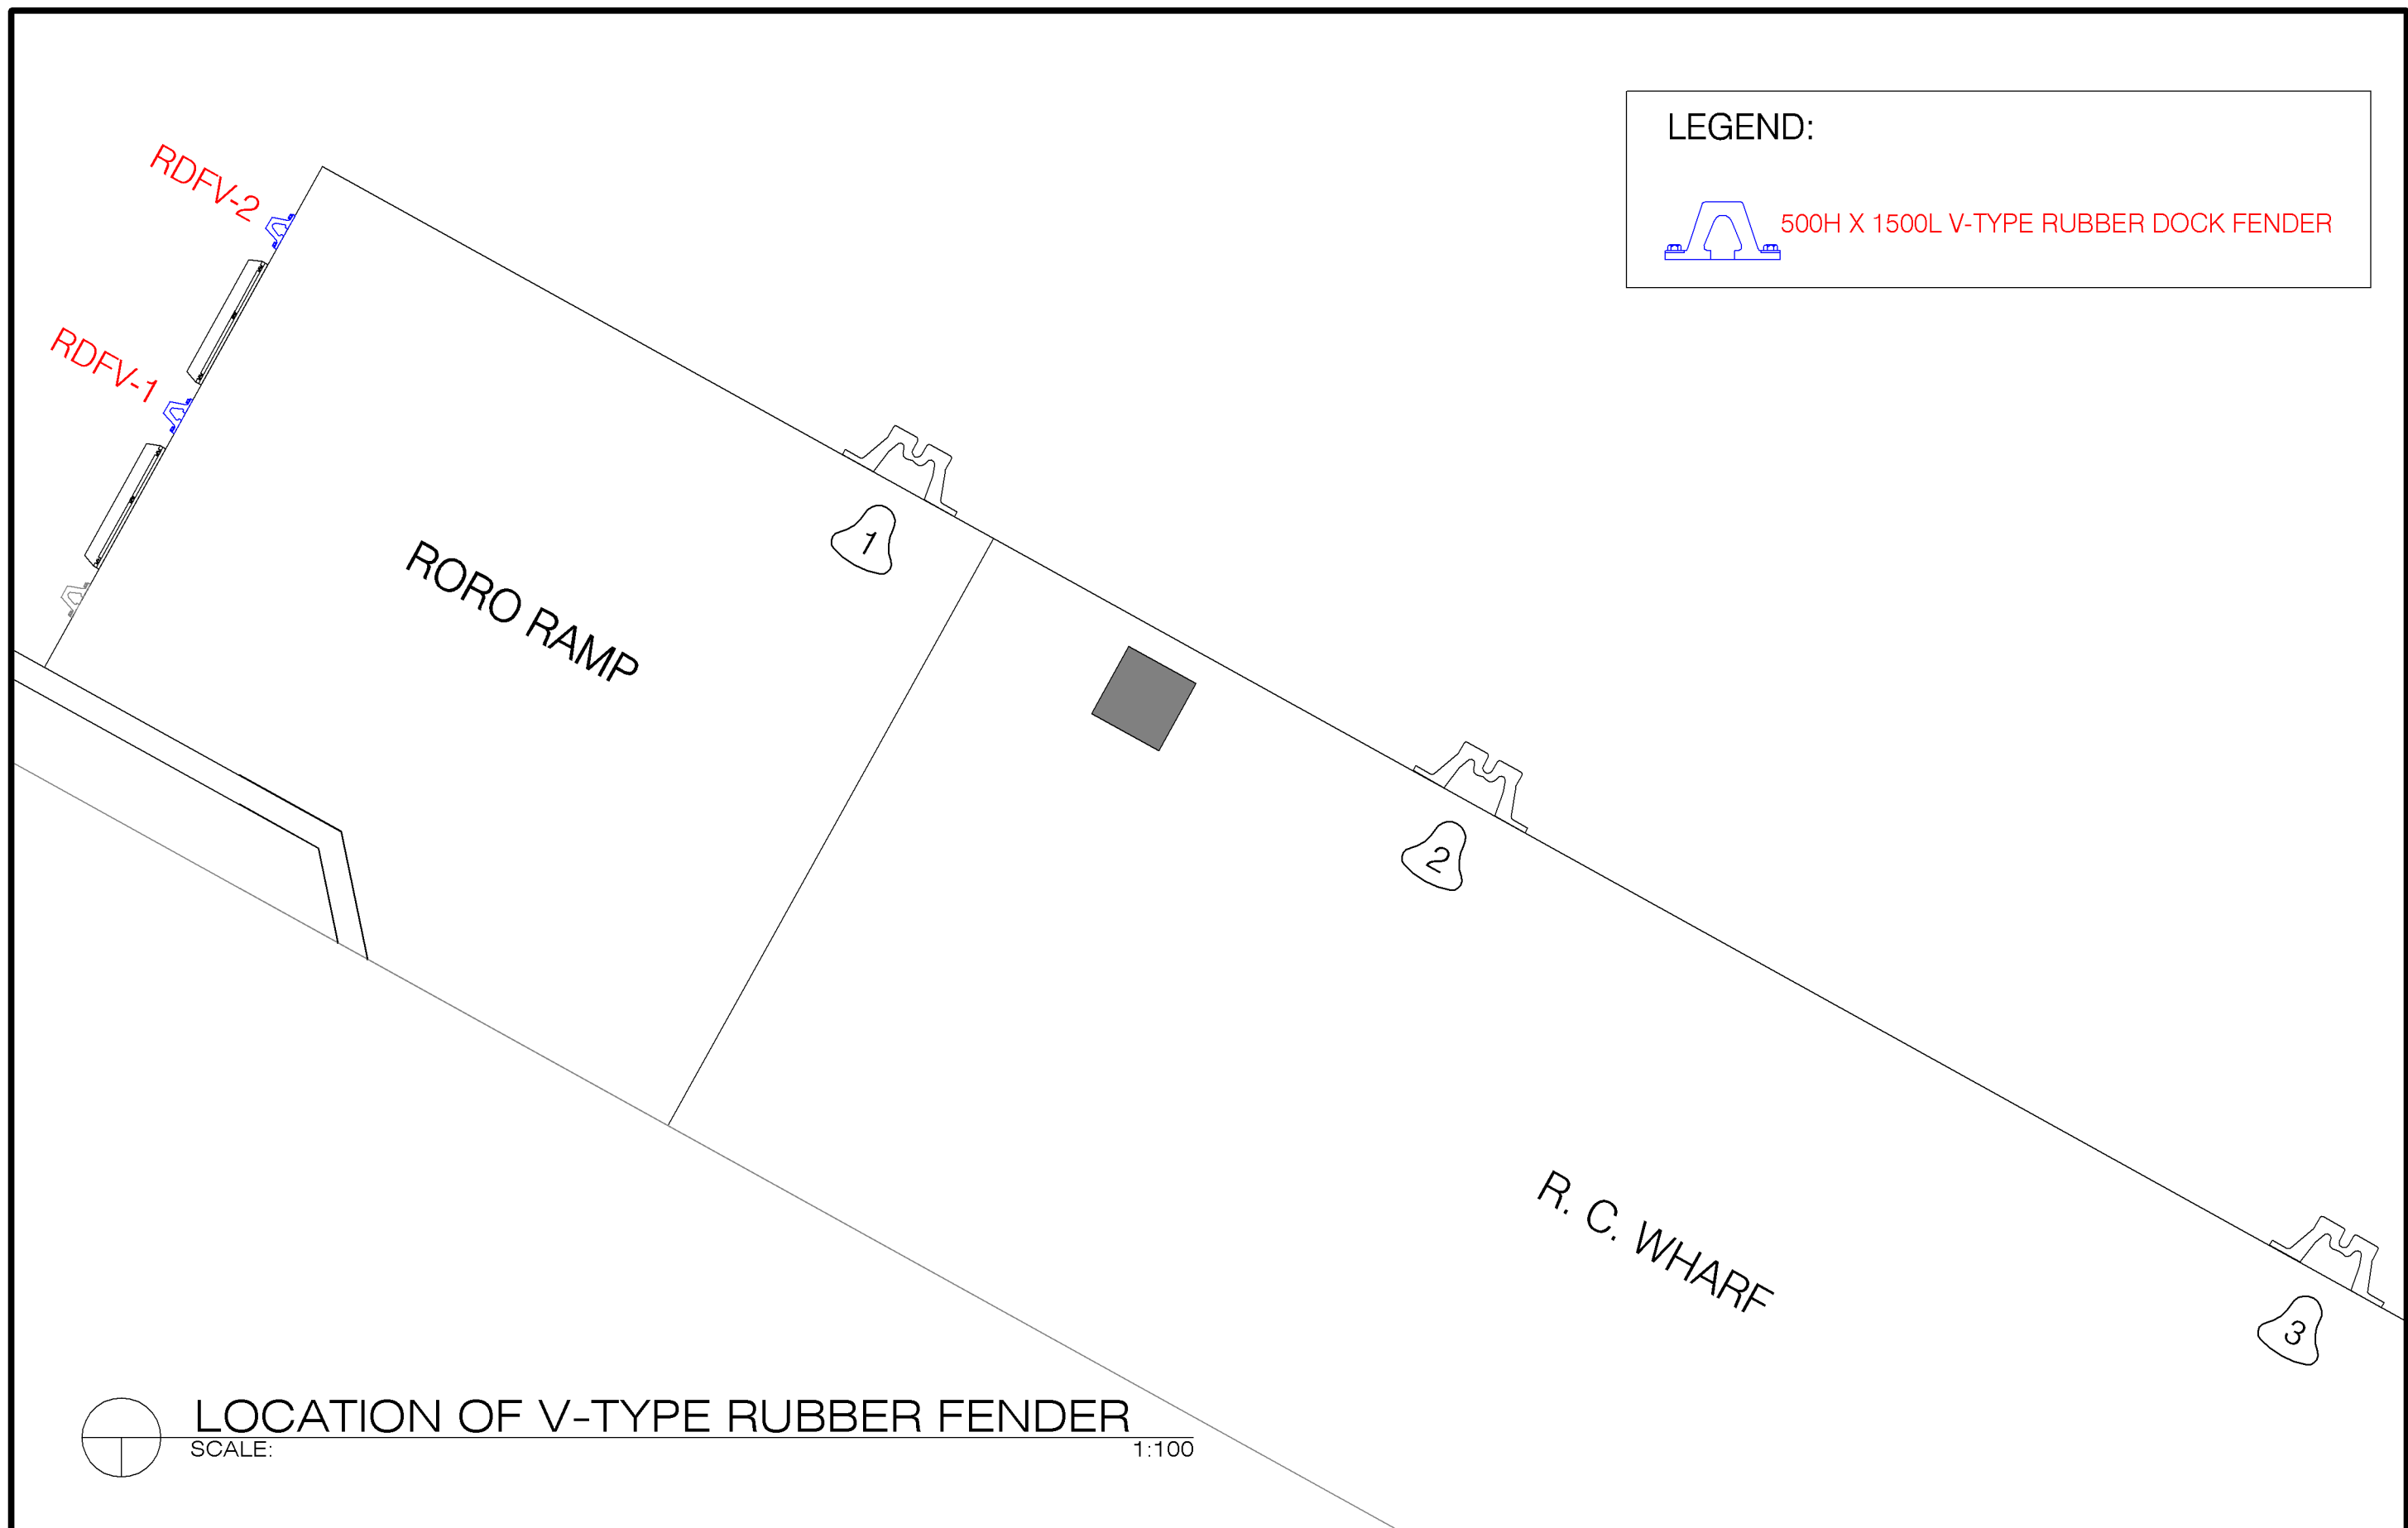 LEGEND:
500H X 1500L V-TYPE RUBBER DOCK FENDER
RDFV-2
RDFV-1
RORO RAMP
1
2
3
R. C. WHARF
LOCATION OF V-TYPE RUBBER FENDER
SCALE: 1:100